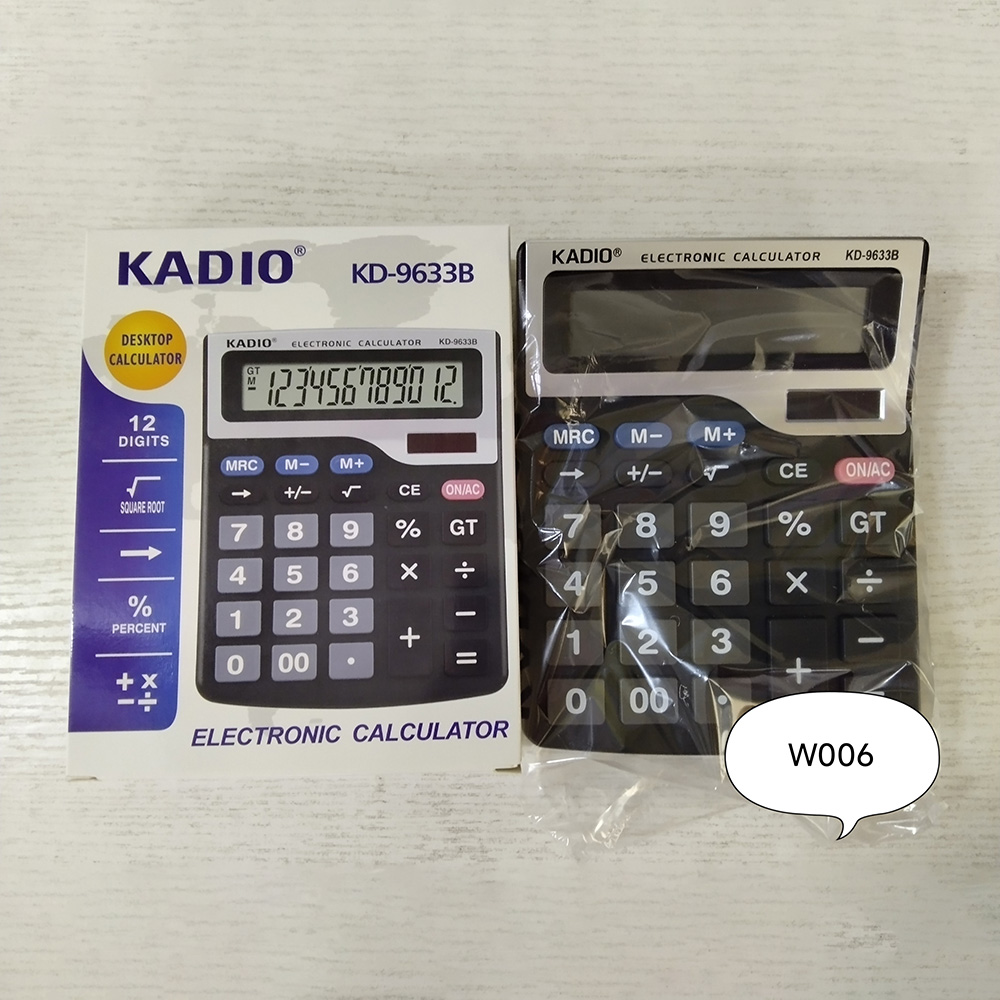 KADIO®
KD-9633B
DESKTOP
CALCULATOR
12
DIGITS
√
SQUARE ROOT
→
%
PERCENT
+ ×
− ÷
KADIO® ELECTRONIC CALCULATOR KD-9633B
GT
M
−
123456789012.
MRC M− M+
→ +/− √ CE ON/AC
7 8 9 % GT
4 5 6 × ÷
1 2 3 + −
0 00 · =
ELECTRONIC CALCULATOR
KADIO® ELECTRONIC CALCULATOR KD-9633B
MRC M− M+
→ +/− √ CE ON/AC
7 8 9 % GT
4 5 6 × ÷
1 2 3 −
0 00 · + =
W006